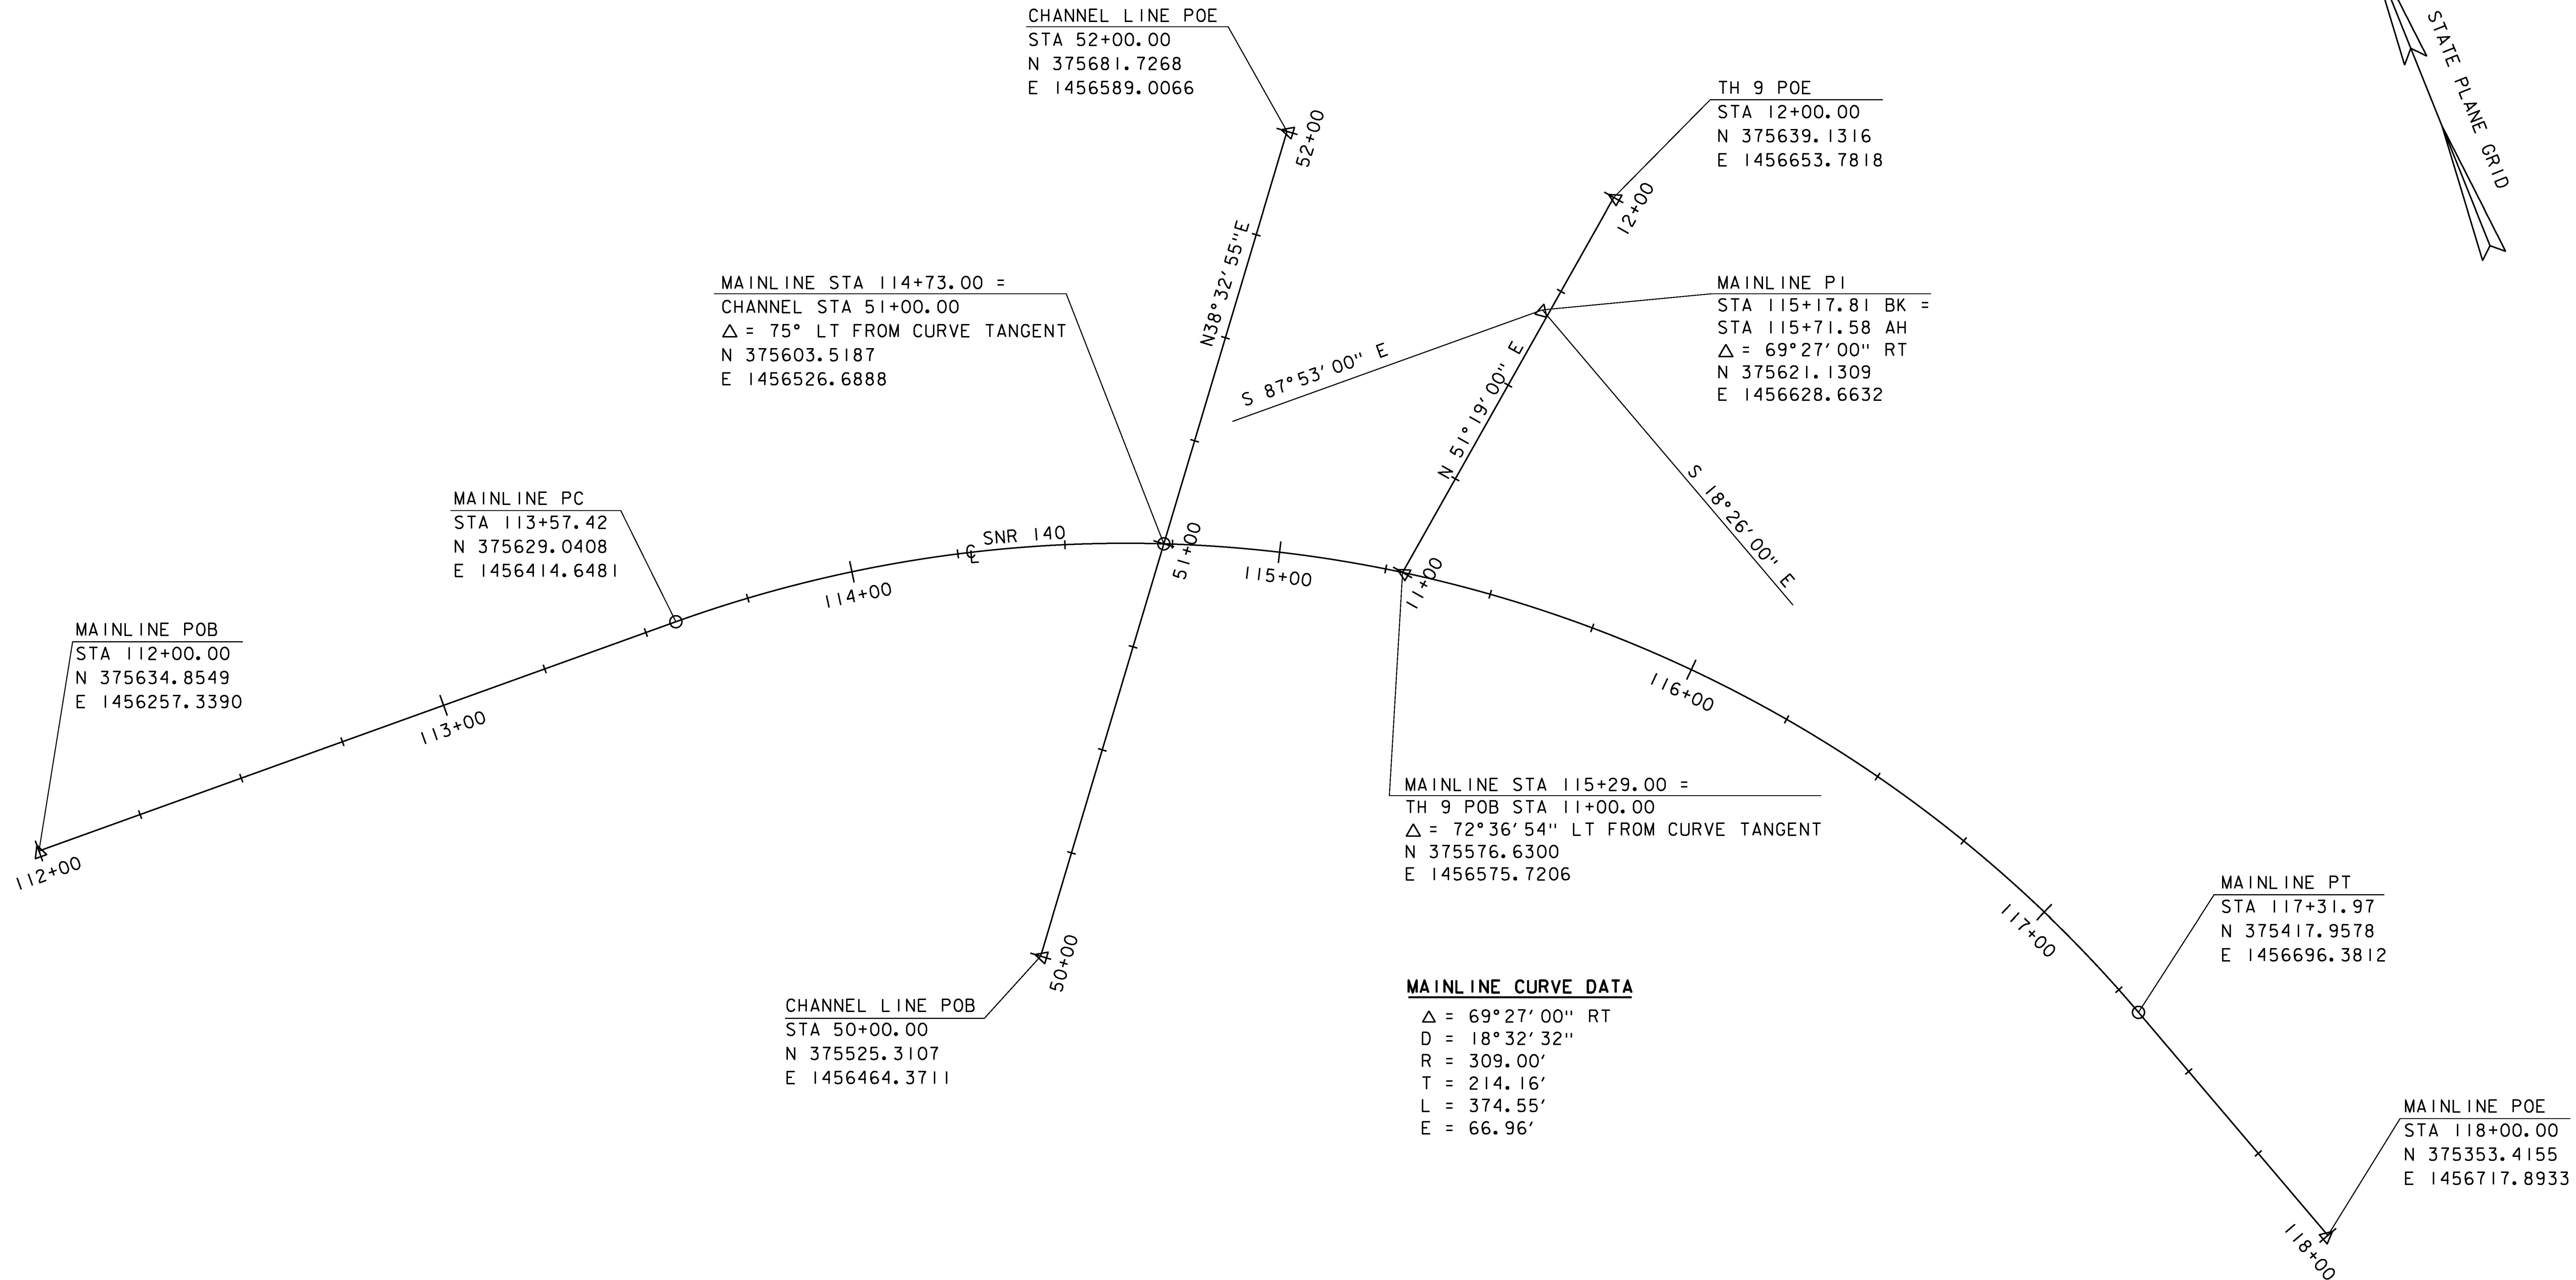 CHANNEL LINE POE
STA 52+00.00
N 375681.7268
E 1456589.0066
52+00
STATE PLANE GRID
TH 9 POE
STA 12+00.00
N 375639.1316
E 1456653.7818
12+00
N38°32'55"E
MAINLINE STA 114+73.00 =
CHANNEL STA 51+00.00
△ = 75° LT FROM CURVE TANGENT
N 375603.5187
E 1456526.6888
MAINLINE PI
STA 115+17.81 BK =
STA 115+71.58 AH
△ = 69°27'00" RT
N 375621.1309
E 1456628.6632
S 87°53'00" E
N 51°19'00" E
S 18°26'00" E
MAINLINE PC
STA 113+57.42
N 375629.0408
E 1456414.6481
℄ SNR 140
51+00
11+00
114+00
115+00
MAINLINE POB
STA 112+00.00
N 375634.8549
E 1456257.3390
113+00
116+00
112+00
MAINLINE STA 115+29.00 =
TH 9 POB STA 11+00.00
△ = 72°36'54" LT FROM CURVE TANGENT
N 375576.6300
E 1456575.7206
MAINLINE PT
STA 117+31.97
N 375417.9578
E 1456696.3812
117+00
50+00
CHANNEL LINE POB
STA 50+00.00
N 375525.3107
E 1456464.3711
MAINLINE CURVE DATA
△ = 69°27'00" RT
D = 18°32'32"
R = 309.00'
T = 214.16'
L = 374.55'
E = 66.96'
MAINLINE POE
STA 118+00.00
N 375353.4155
E 1456717.8933
118+00